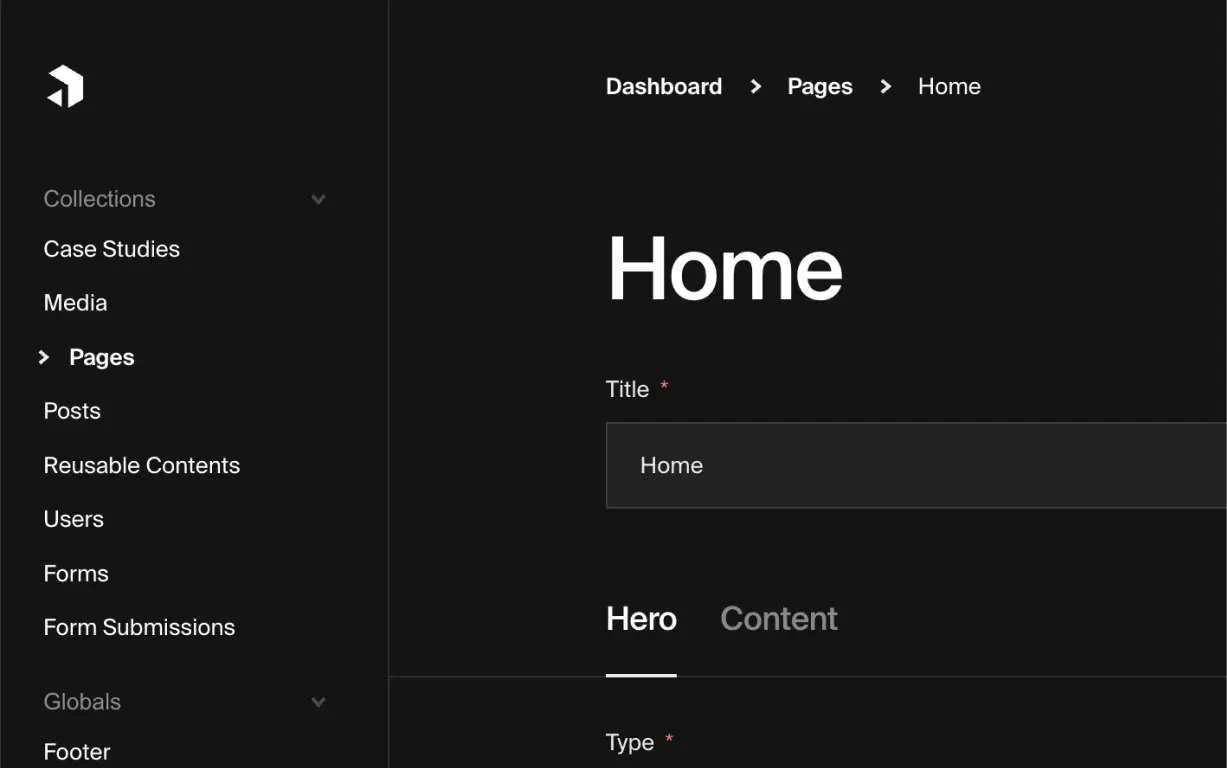 Collections
Case Studies
Media
Pages
Posts
Reusable Contents
Users
Forms
Form Submissions
Globals
Footer
Dashboard > Pages > Home
Home
Title *
Home
Hero Content
Type *